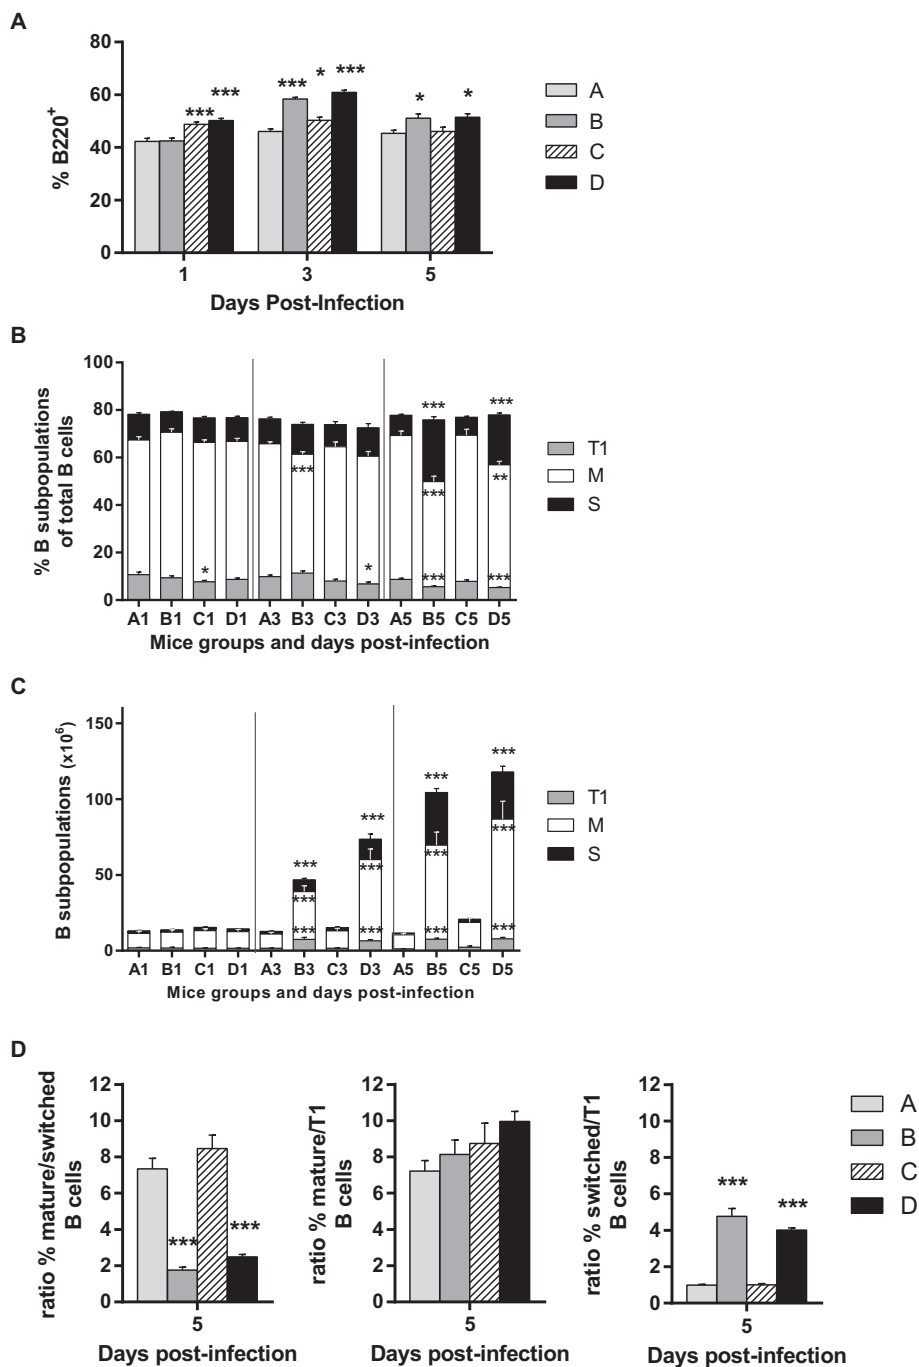 A
80
60
40
20
0
% B220+
***
***
***
*
***
*
*
1
3
5
Days Post-Infection
A
B
C
D
B
100
80
60
40
20
0
% B subpopulations
of total B cells
***
***
***
***
**
*
*
***
***
A1 B1 C1 D1 A3 B3 C3 D3 A5 B5 C5 D5
Mice groups and days post-infection
T1
M
S
C
150
100
50
0
B subpopulations (x10⁶)
***
***
***
***
***
***
***
***
***
***
***
***
A1 B1 C1 D1 A3 B3 C3 D3 A5 B5 C5 D5
Mice groups and days post-infection
T1
M
S
D
12
10
8
6
4
2
0
ratio % mature/switched
B cells
***
***
5
Days post-infection
12
10
8
6
4
2
0
ratio % mature/T1
B cells
5
Days post-infection
12
10
8
6
4
2
0
ratio % switched/T1
B cells
***
***
5
Days post-infection
A
B
C
D